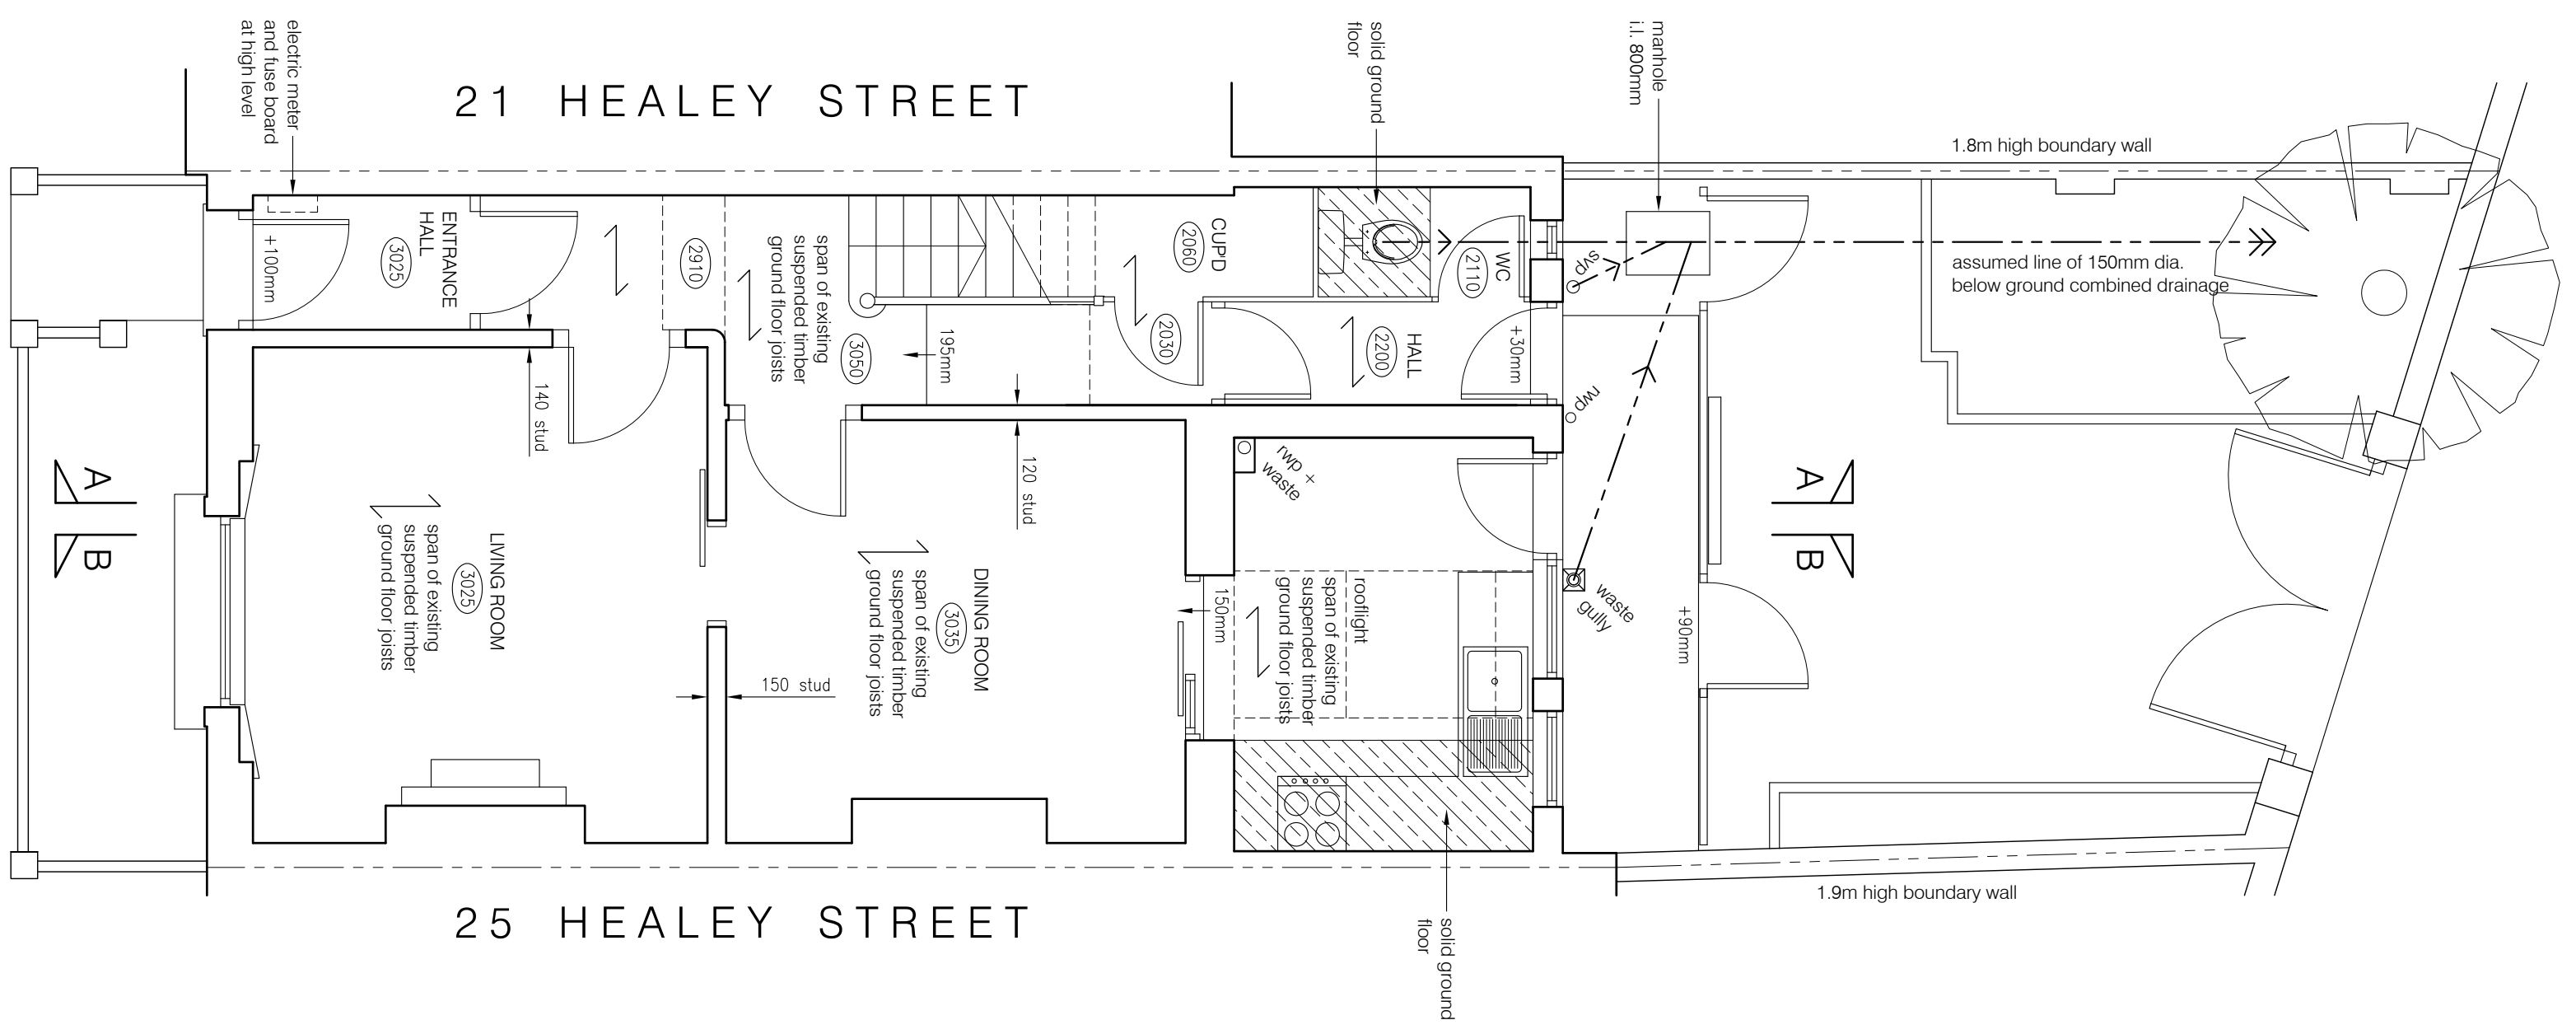 21 HEALEY STREET
electric meter
and fuse board
at high level
solid ground
floor
manhole
i.l. 800mm
1.8m high boundary wall
ENTRANCE
HALL
3025
+100mm
2910
span of existing
suspended timber
ground floor joists
3050
195mm
CUP'D
2060
2030
WC
2110
HALL
2200
+30mm
svp
rwp
assumed line of 150mm dia.
below ground combined drainage
140 stud
120 stud
rwp +
waste
A
B
A
B
LIVING ROOM
3025
span of existing
suspended timber
ground floor joists
150 stud
DINING ROOM
3035
span of existing
suspended timber
ground floor joists
150mm
rooflight
span of existing
suspended timber
ground floor joists
waste
gully
+90mm
1.9m high boundary wall
solid ground
floor
25 HEALEY STREET